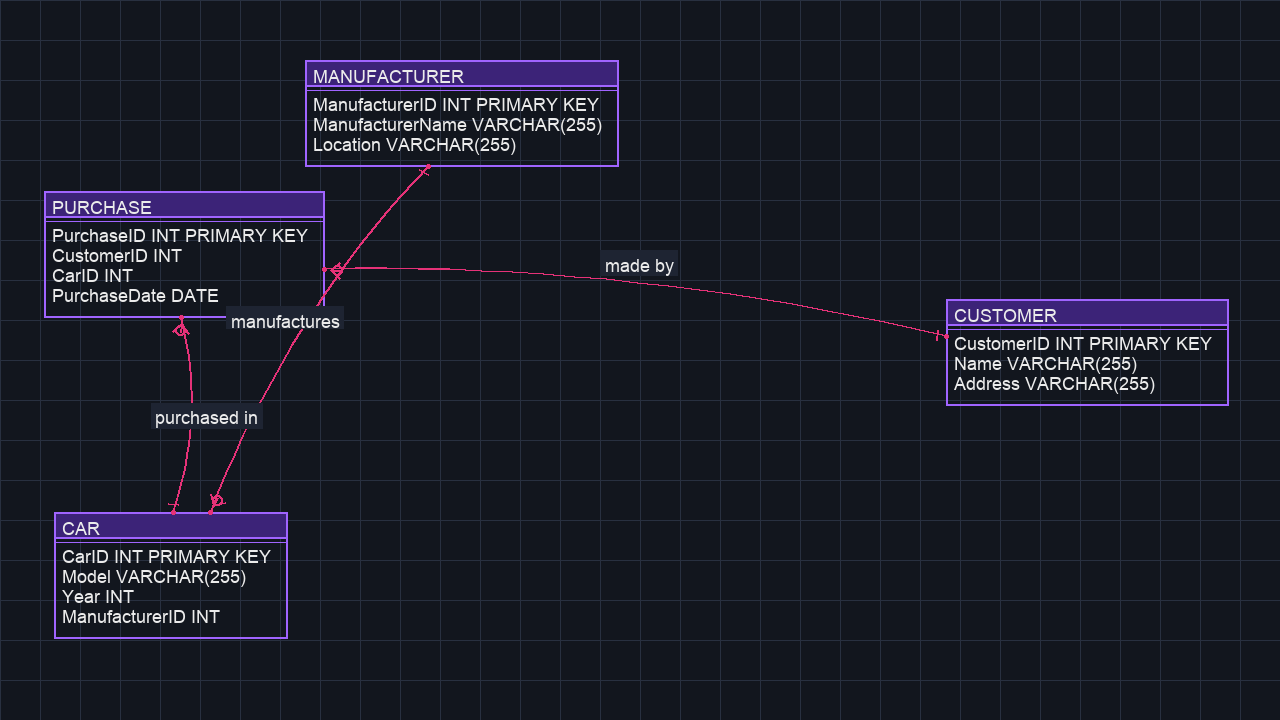 MANUFACTURER
ManufacturerID INT PRIMARY KEY
ManufacturerName VARCHAR(255)
Location VARCHAR(255)
PURCHASE
PurchaseID INT PRIMARY KEY
CustomerID INT
CarID INT
PurchaseDate DATE
made by
manufactures
CUSTOMER
CustomerID INT PRIMARY KEY
Name VARCHAR(255)
Address VARCHAR(255)
purchased in
CAR
CarID INT PRIMARY KEY
Model VARCHAR(255)
Year INT
ManufacturerID INT